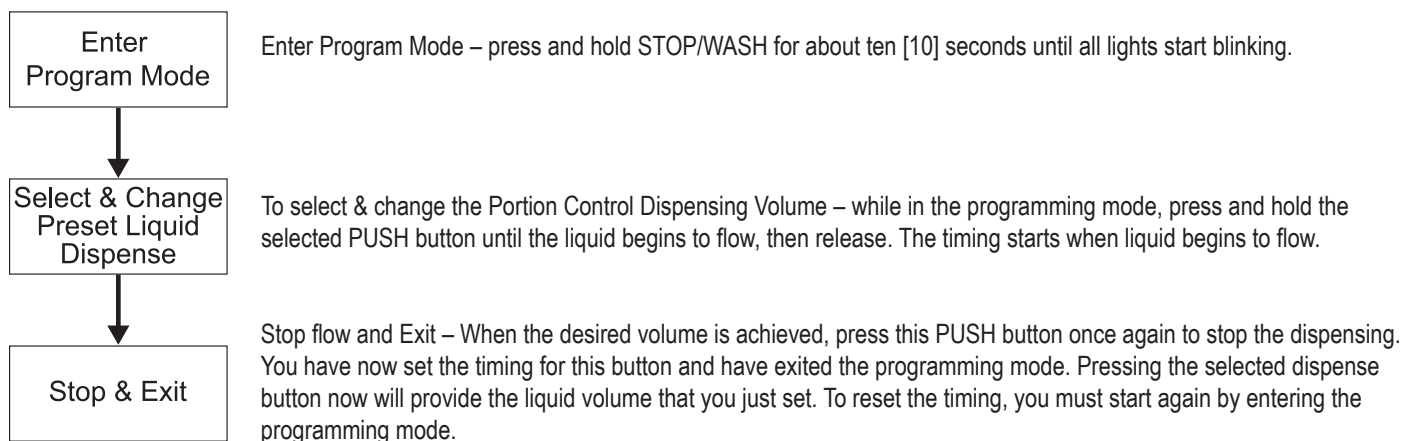 Enter
Program Mode
Enter Program Mode – press and hold STOP/WASH for about ten [10] seconds until all lights start blinking.
Select & Change
Preset Liquid
Dispense
To select & change the Portion Control Dispensing Volume – while in the programming mode, press and hold the
selected PUSH button until the liquid begins to flow, then release. The timing starts when liquid begins to flow.
Stop & Exit
Stop flow and Exit – When the desired volume is achieved, press this PUSH button once again to stop the dispensing.
You have now set the timing for this button and have exited the programming mode. Pressing the selected dispense
button now will provide the liquid volume that you just set. To reset the timing, you must start again by entering the
programming mode.